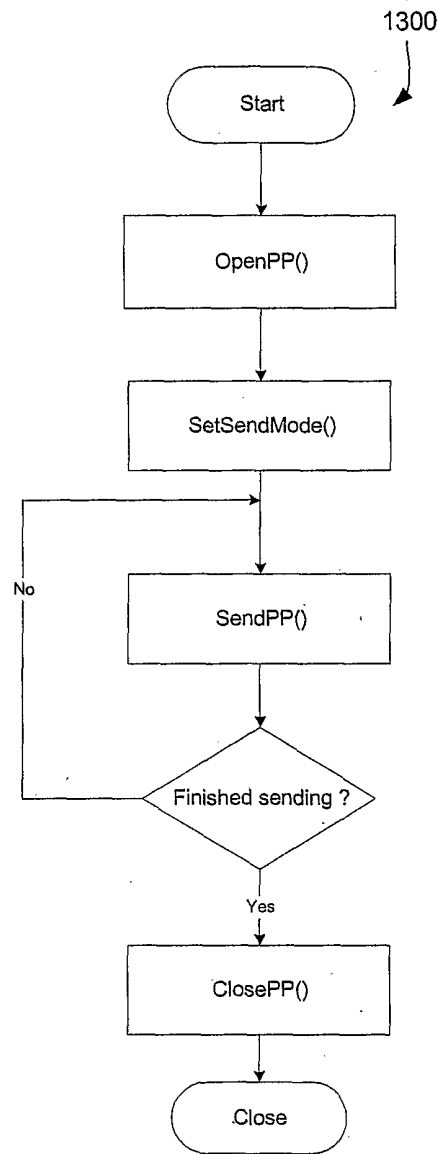 1300
Start
OpenPP()
SetSendMode()
No
SendPP()
Finished sending ?
Yes
ClosePP()
Close